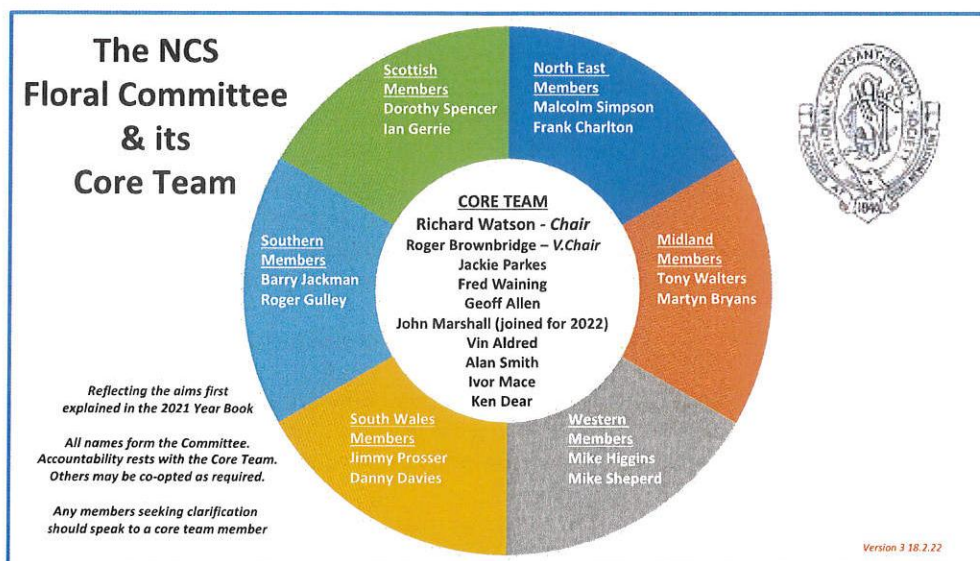 The NCS
Floral Committee
& its
Core Team
Scottish
Members
Dorothy Spencer
Ian Gerrie
North East
Members
Malcolm Simpson
Frank Charlton
NATIONAL CHRYSANTHEMUM SOCIETY
1846
Southern
Members
Barry Jackman
Roger Gulley
CORE TEAM
Richard Watson - Chair
Roger Brownbridge – V.Chair
Jackie Parkes
Fred Waining
Geoff Allen
John Marshall (joined for 2022)
Vin Aldred
Alan Smith
Ivor Mace
Ken Dear
Midland
Members
Tony Walters
Martyn Bryans
South Wales
Members
Jimmy Prosser
Danny Davies
Western
Members
Mike Higgins
Mike Sheperd
Reflecting the aims first
explained in the 2021 Year Book
All names form the Committee.
Accountability rests with the Core Team.
Others may be co-opted as required.
Any members seeking clarification
should speak to a core team member
Version 3 18.2.22